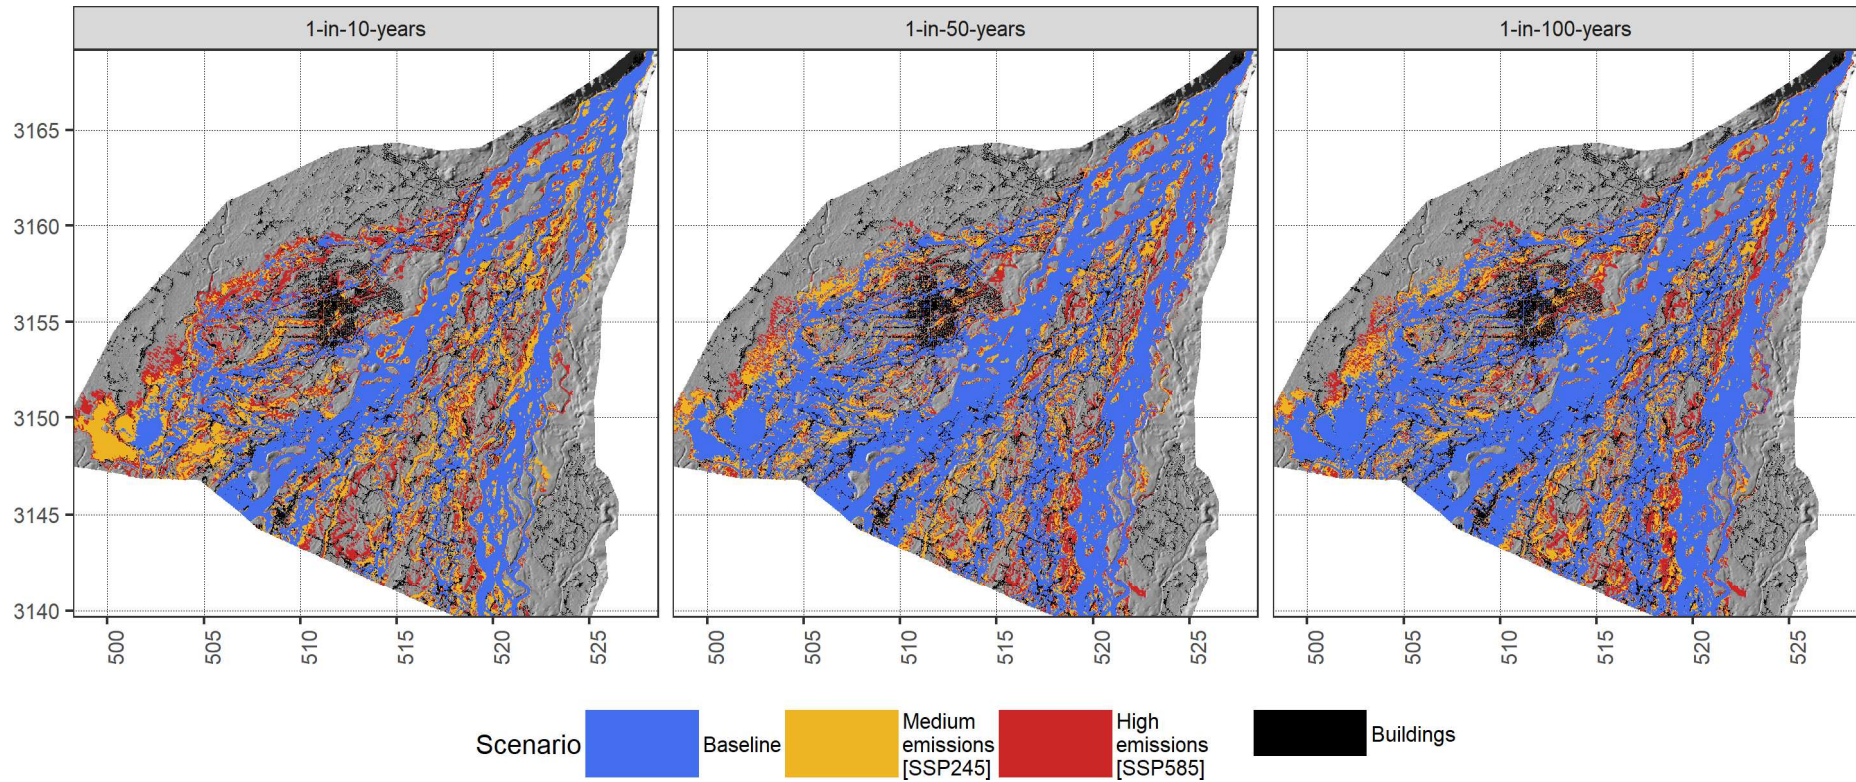 1-in-10-years
1-in-50-years
1-in-100-years
3165
3160
3155
3150
3145
3140
500
505
510
515
520
525
500
505
510
515
520
525
500
505
510
515
520
525
Scenario
Baseline
Medium
emissions
[SSP245]
High
emissions
[SSP585]
Buildings